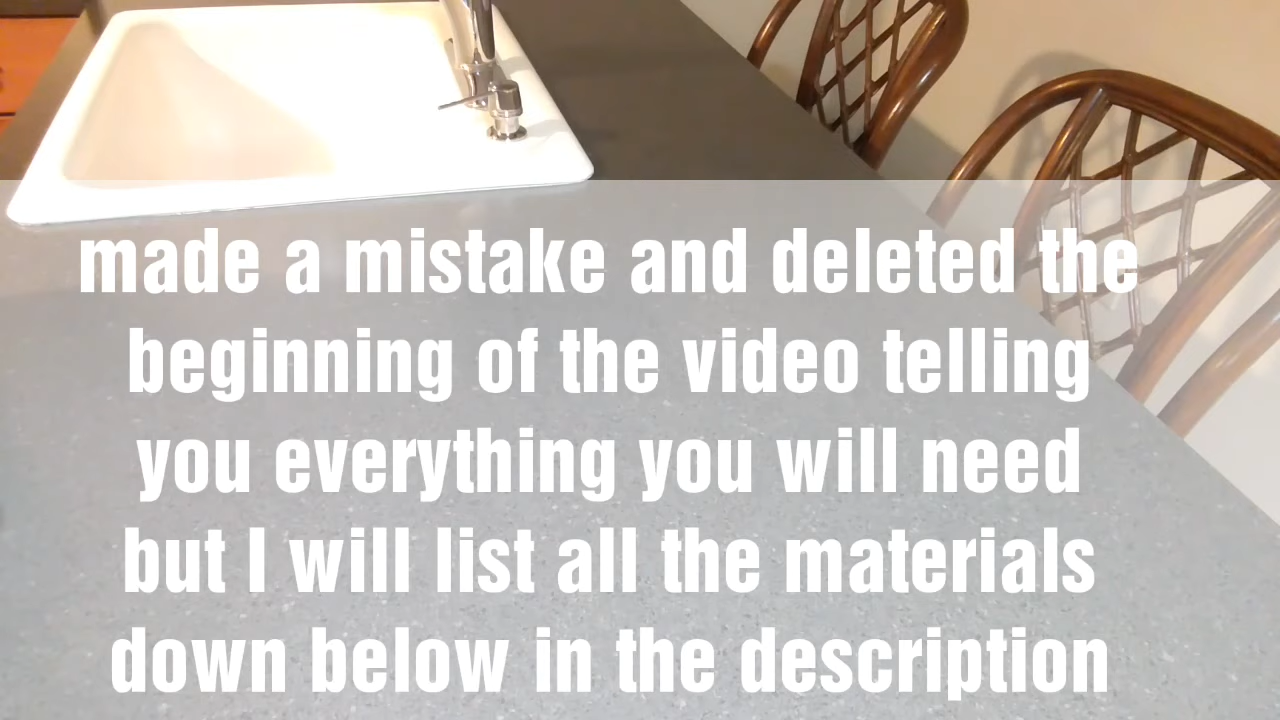 made a mistake and deleted the
beginning of the video telling
you everything you will need
but I will list all the materials
down below in the description